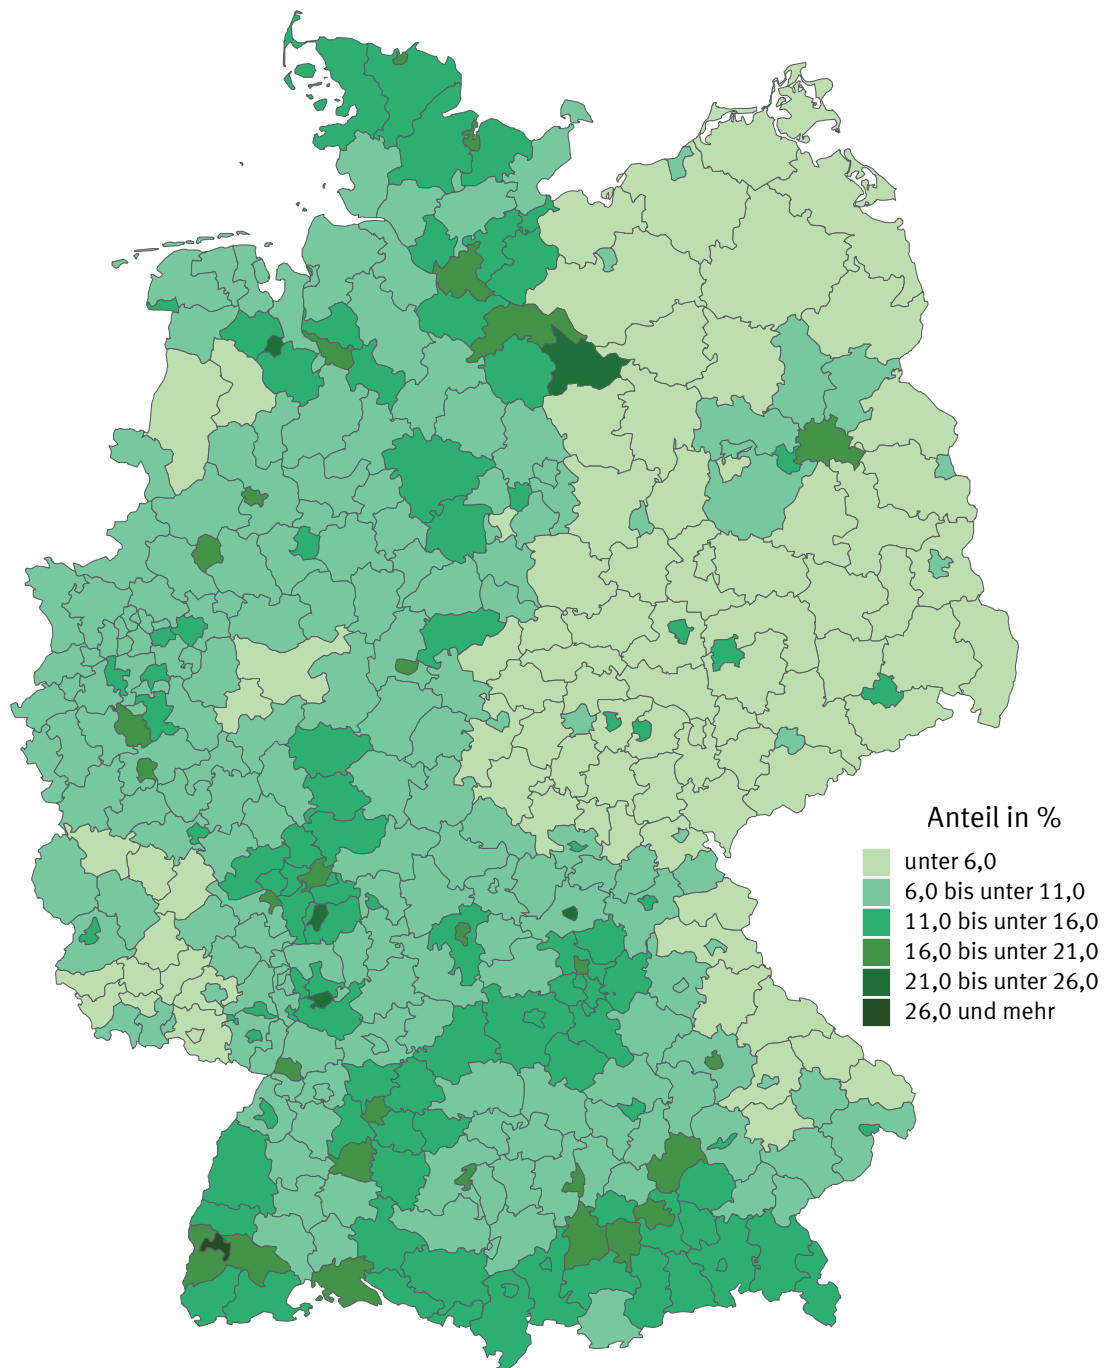 Anteil in %
unter 6,0
6,0 bis unter 11,0
11,0 bis unter 16,0
16,0 bis unter 21,0
21,0 bis unter 26,0
26,0 und mehr